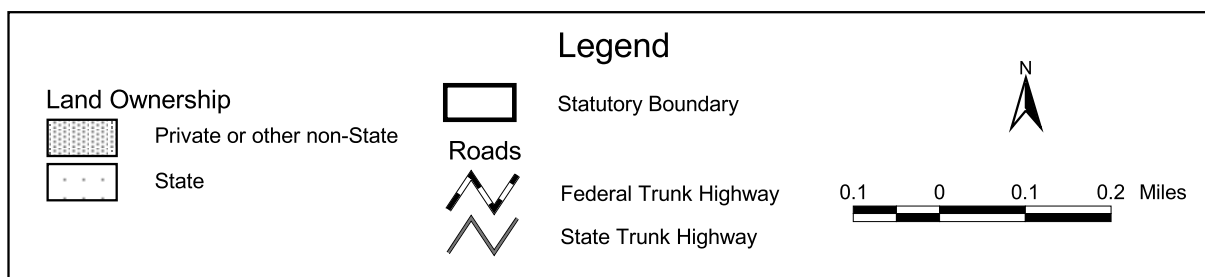 Legend
Land Ownership
Private or other non-State
State
Statutory Boundary
Roads
Federal Trunk Highway
State Trunk Highway
N
0.1 0 0.1 0.2 Miles